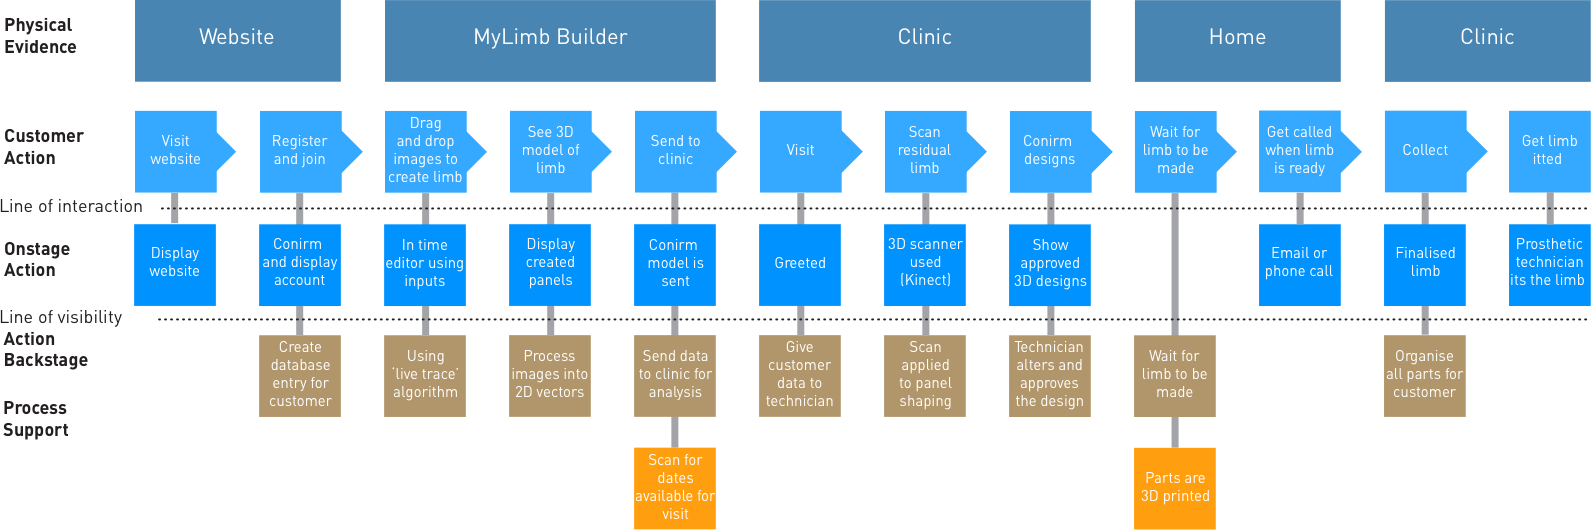 Physical
Evidence
Website
MyLimb Builder
Clinic
Home
Clinic
Customer
Action
Visit
website
Register
and join
Drag
and drop
images to
create limb
See 3D
model of
limb
Send to
clinic
Visit
Scan
residual
limb
Conirm
designs
Wait for
limb to be
made
Get called
when limb
is ready
Collect
Get limb
itted
Line of interaction
Onstage
Action
Display
website
Conirm
and display
account
In time
editor using
inputs
Display
created
panels
Conirm
model is
sent
Greeted
3D scanner
used
(Kinect)
Show
approved
3D designs
Email or
phone call
Finalised
limb
Prosthetic
technician
its the limb
Line of visibility
Action
Backstage
Create
database
entry for
customer
Using
‘live trace’
algorithm
Process
images into
2D vectors
Send data
to clinic for
analysis
Give
customer
data to
technician
Scan
applied
to panel
shaping
Technician
alters and
approves
the design
Wait for
limb to be
made
Organise
all parts for
customer
Process
Support
Scan for
dates
available for
visit
Parts are
3D printed